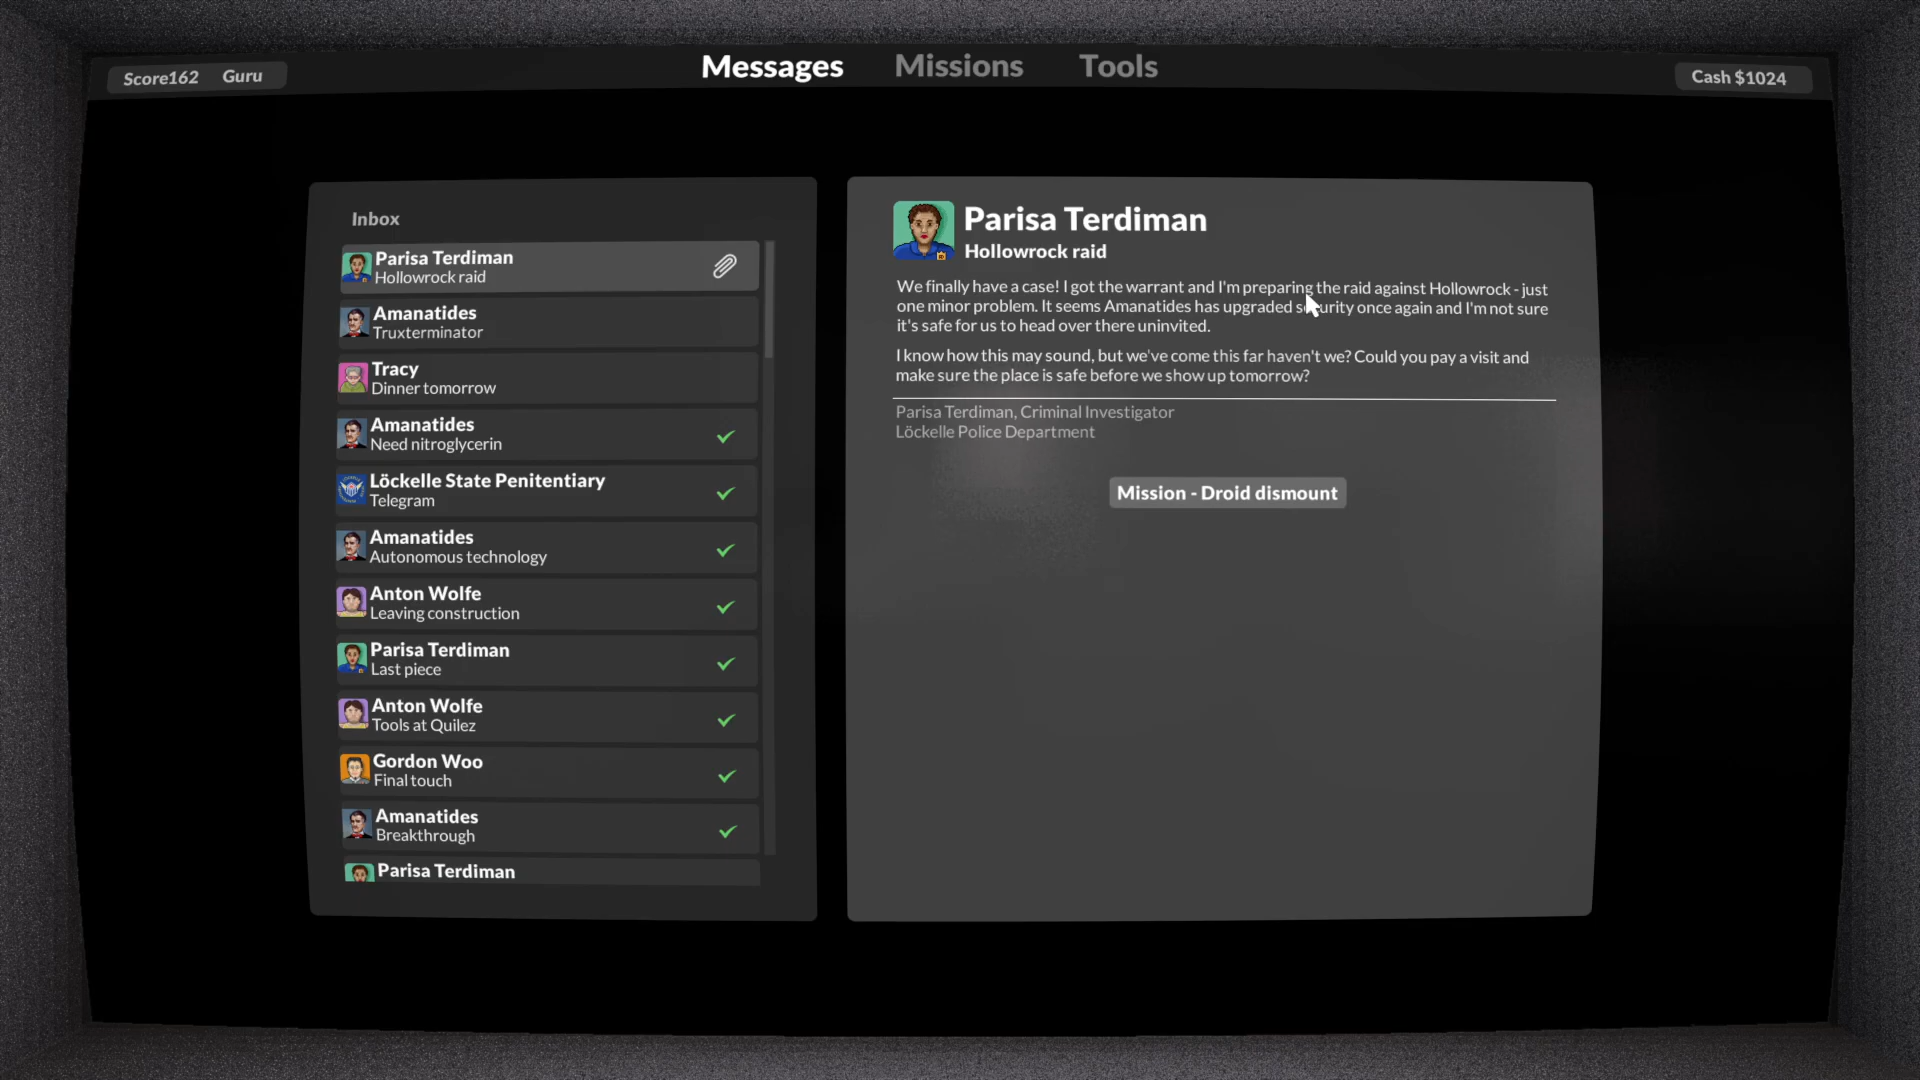 Score162 Guru
Messages Missions Tools
Cash $1024
Inbox
Parisa Terdiman
Hollowrock raid
Amanatides
Truxterminator
Tracy
Dinner tomorrow
Amanatides
Need nitroglycerin
Löckelle State Penitentiary
Telegram
Amanatides
Autonomous technology
Anton Wolfe
Leaving construction
Parisa Terdiman
Last piece
Anton Wolfe
Tools at Quilez
Gordon Woo
Final touch
Amanatides
Breakthrough
Parisa Terdiman
Parisa Terdiman
Hollowrock raid
We finally have a case! I got the warrant and I'm preparing the raid against Hollowrock - just
one minor problem. It seems Amanatides has upgraded security once again and I'm not sure
it's safe for us to head over there uninvited.
I know how this may sound, but we've come this far haven't we? Could you pay a visit and
make sure the place is safe before we show up tomorrow?
Parisa Terdiman, Criminal Investigator
Löckelle Police Department
Mission - Droid dismount